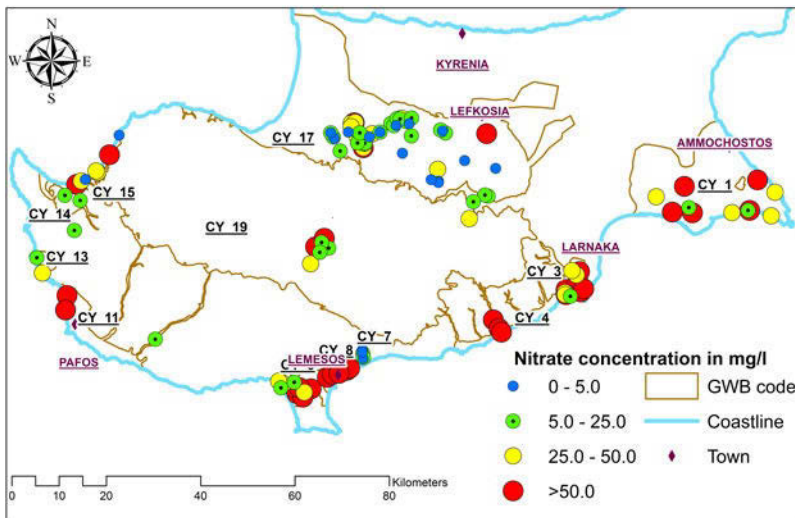 N
W E
S
KYRENIA
LEFKOSIA
CY 17
AMMOCHOSTOS
CY 1
CY 15
CY 14
CY 19
CY 13
LARNAKA
CY 3
CY 11
CY 4
CY 7
CY 8
PAFOS
LEMESOS
Nitrate concentration in mg/l
0 - 5.0
GWB code
5.0 - 25.0
Coastline
25.0 - 50.0
Town
>50.0
Kilometers
0 10 20 40 60 80